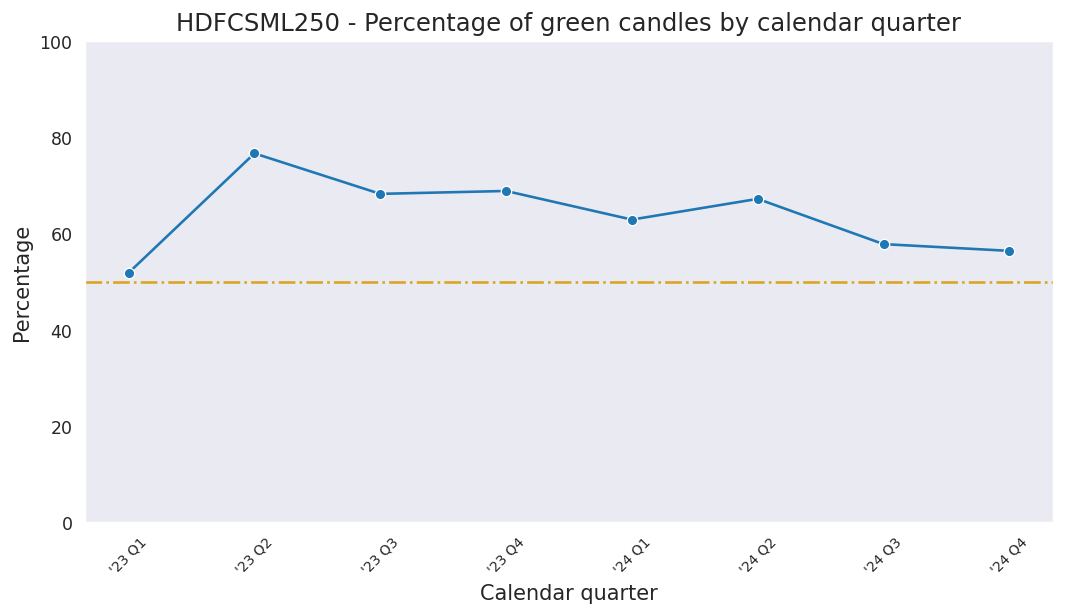 HDFCSML250 - Percentage of green candles by calendar quarter
Percentage
100
80
60
40
20
0
'23 Q1
'23 Q2
'23 Q3
'23 Q4
'24 Q1
'24 Q2
'24 Q3
'24 Q4
Calendar quarter